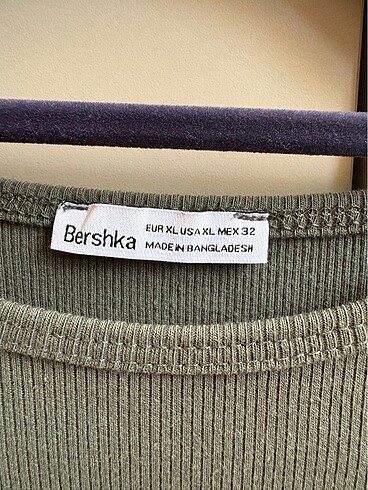 Bershka
EUR XL USA XL MEX 32
MADE IN BANGLADESH